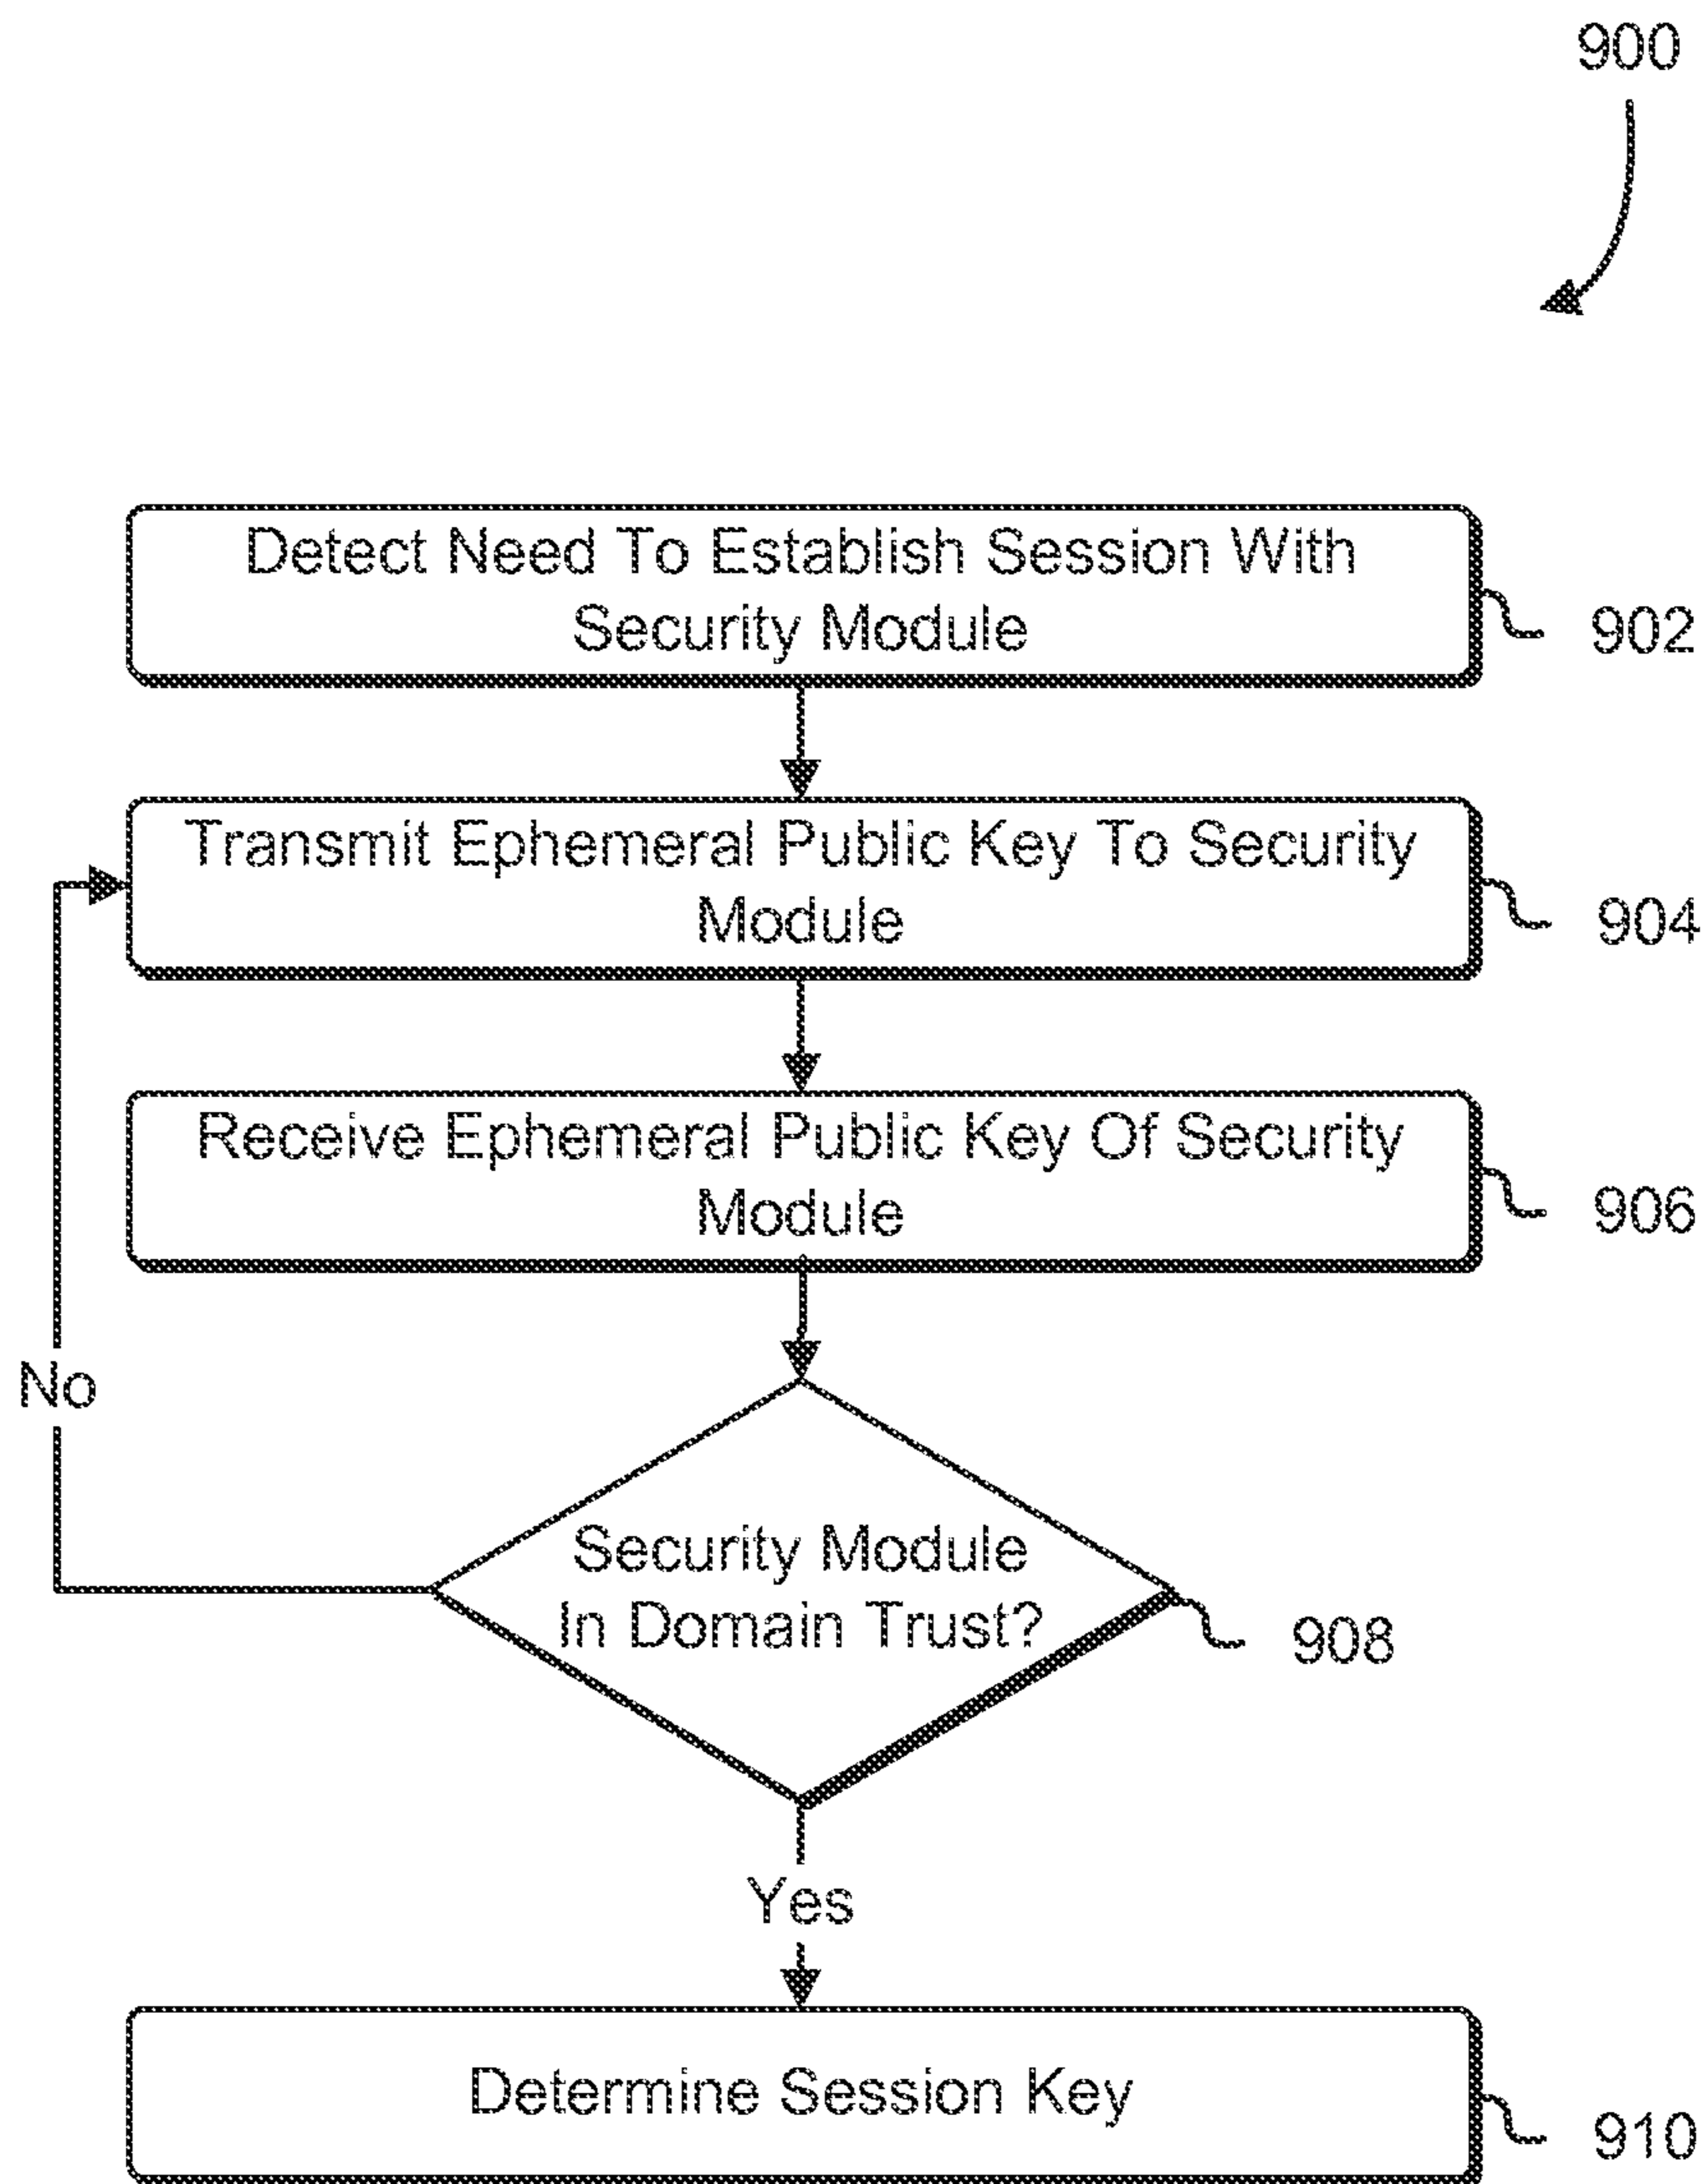 900
Detect Need To Establish Session With
Security Module
902
Transmit Ephemeral Public Key To Security
Module
904
Receive Ephemeral Public Key Of Security
Module
906
No
Security Module
In Domain Trust?
908
Yes
Determine Session Key
910